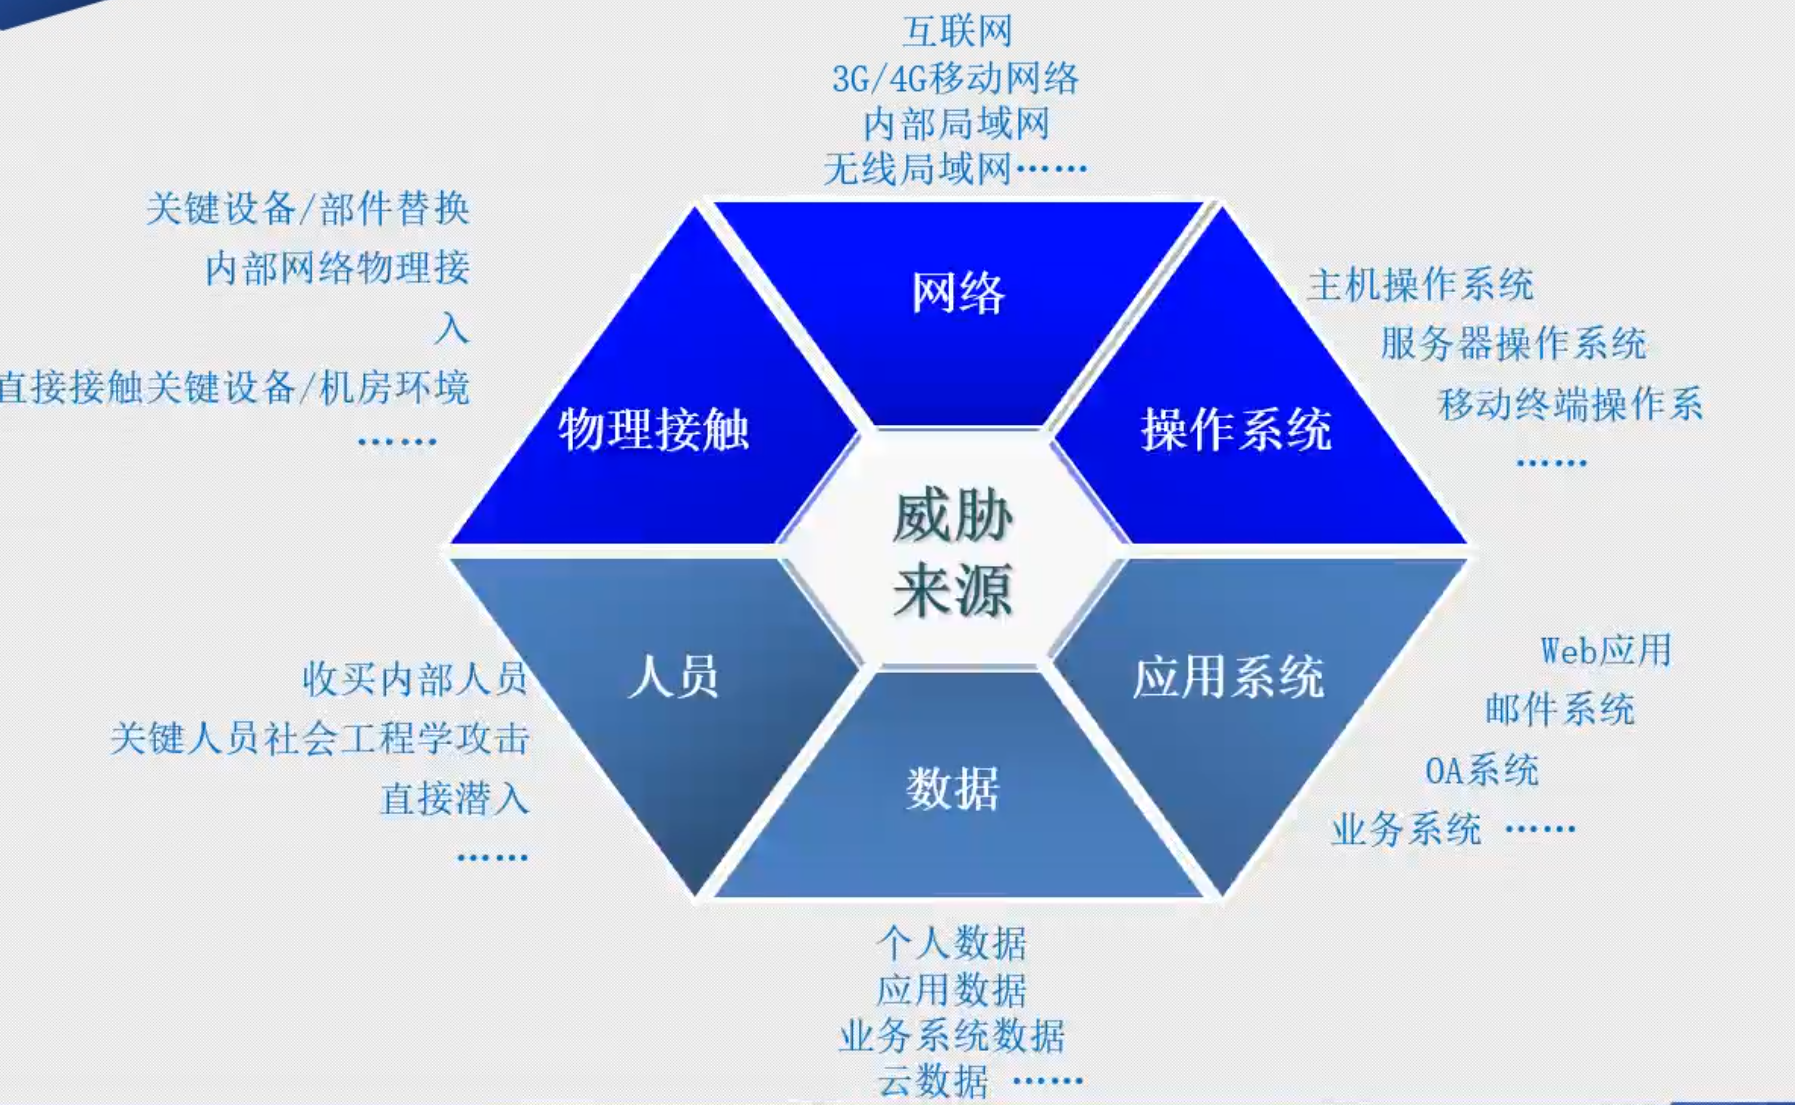 互联网
3G/4G移动网络
内部局域网
无线局域网……
关键设备/部件替换
内部网络物理接
入
直接接触关键设备/机房环境
……
网络
物理接触
操作系统
主机操作系统
服务器操作系统
移动终端操作系
……
威胁
来源
收买内部人员
关键人员社会工程学攻击
直接潜入
……
人员
应用系统
数据
Web应用
邮件系统
OA系统
业务系统 ……
个人数据
应用数据
业务系统数据
云数据 ……